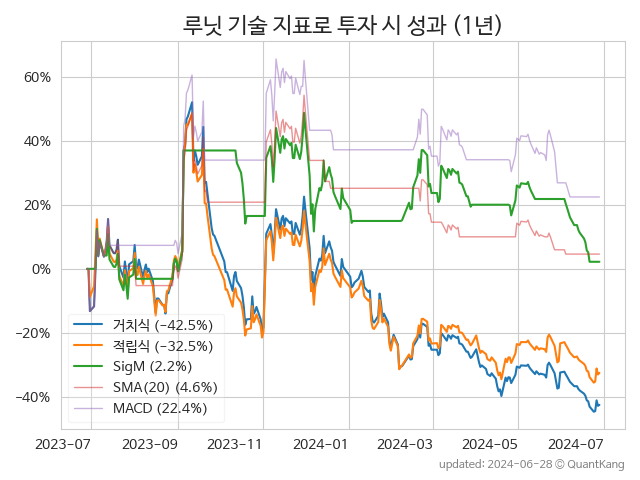 루닛 기술 지표로 투자 시 성과 (1년)
60%
40%
20%
0%
−20%
−40%
거치식 (−42.5%)
적립식 (−32.5%)
SigM (2.2%)
SMA(20) (4.6%)
MACD (22.4%)
2023-07 2023-09 2023-11 2024-01 2024-03 2024-05 2024-07
updated: 2024-06-28 © QuantKang